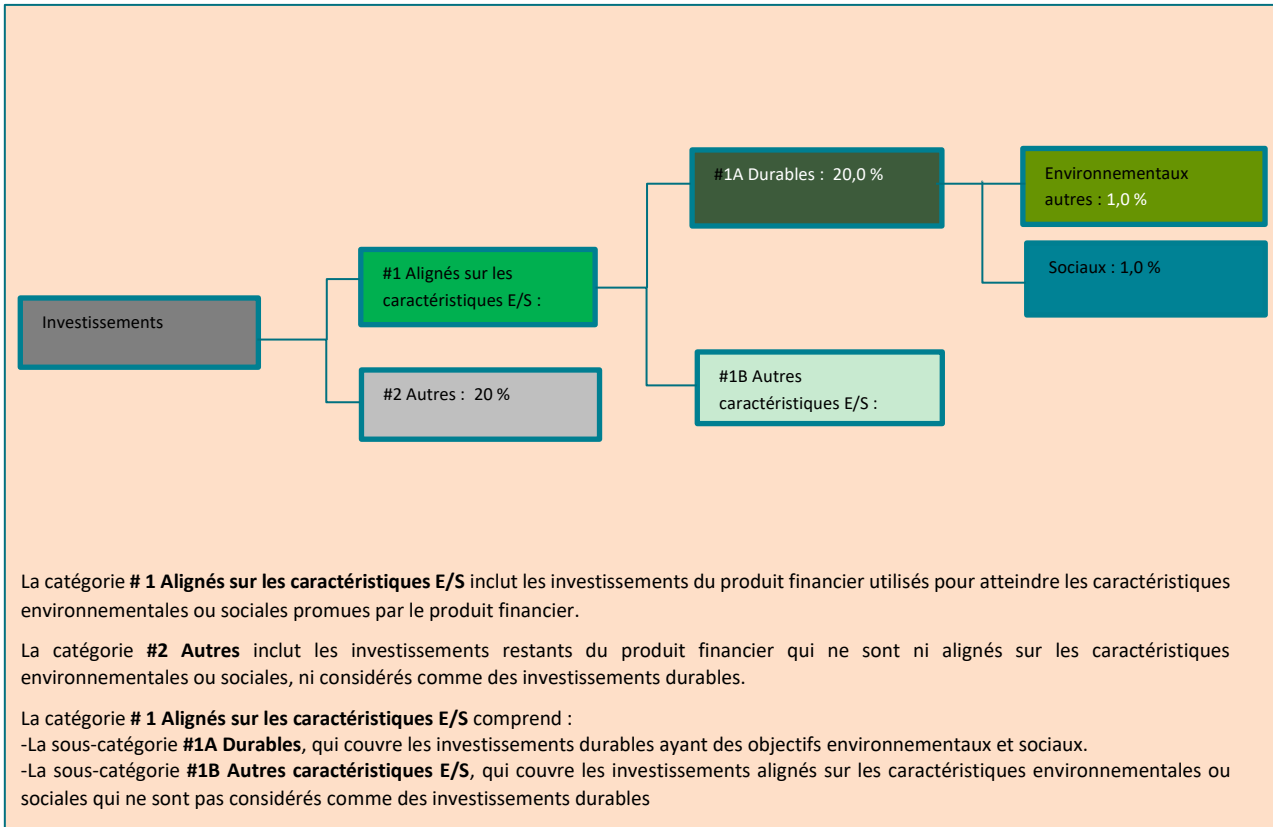 #1A Durables : 20,0 %
Environnementaux
autres : 1,0 %
Sociaux : 1,0 %
#1 Alignés sur les
caractéristiques E/S :
Investissements
#2 Autres : 20 %
#1B Autres
caractéristiques E/S :
La catégorie # 1 Alignés sur les caractéristiques E/S inclut les investissements du produit financier utilisés pour atteindre les caractéristiques
environnementales ou sociales promues par le produit financier.
La catégorie #2 Autres inclut les investissements restants du produit financier qui ne sont ni alignés sur les caractéristiques
environnementales ou sociales, ni considérés comme des investissements durables.
La catégorie # 1 Alignés sur les caractéristiques E/S comprend :
-La sous-catégorie #1A Durables, qui couvre les investissements durables ayant des objectifs environnementaux et sociaux.
-La sous-catégorie #1B Autres caractéristiques E/S, qui couvre les investissements alignés sur les caractéristiques environnementales ou
sociales qui ne sont pas considérés comme des investissements durables